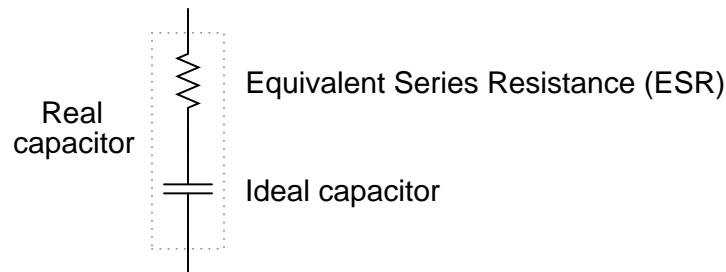 Equivalent Series Resistance (ESR)
Real
capacitor
Ideal capacitor